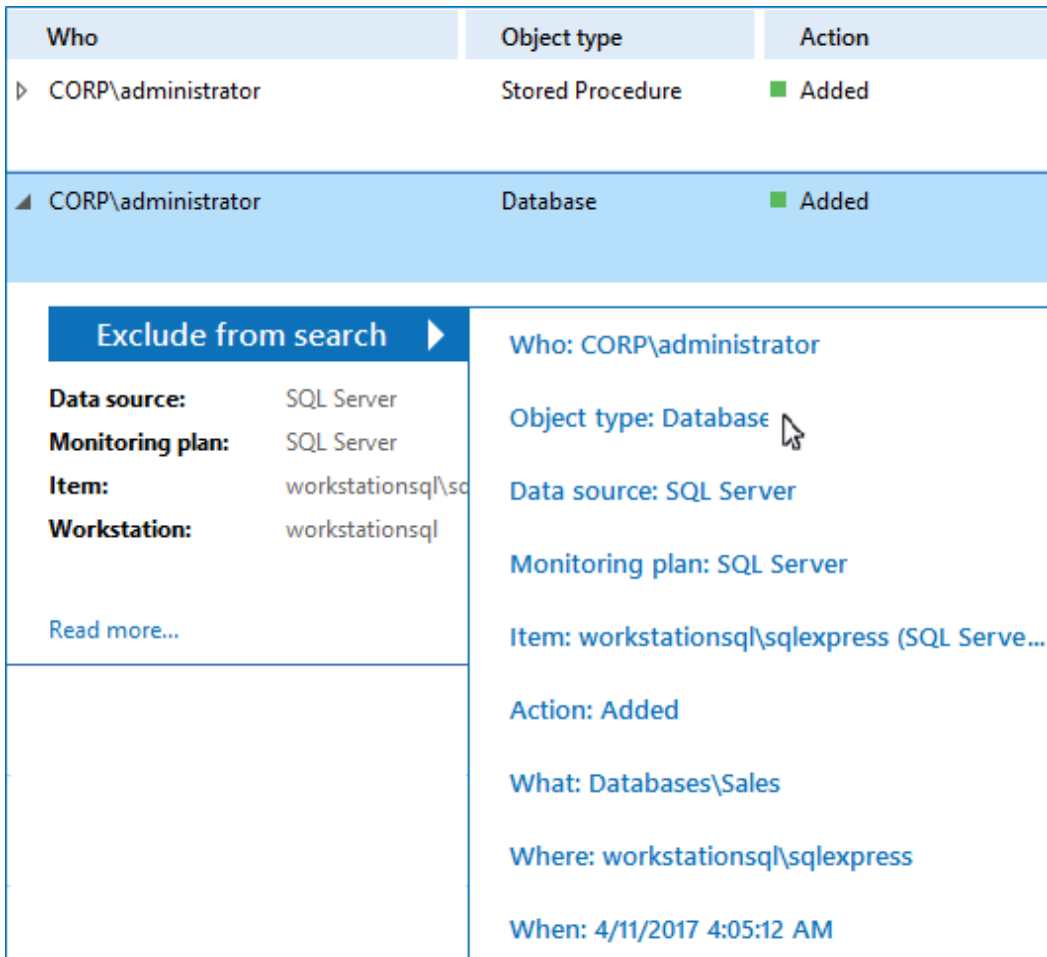 Who Object type Action
CORP\administrator Stored Procedure Added
CORP\administrator Database Added
Exclude from search
Data source: SQL Server
Monitoring plan: SQL Server
Item: workstationsql\sq
Workstation: workstationsql
Read more...
Who: CORP\administrator
Object type: Database
Data source: SQL Server
Monitoring plan: SQL Server
Item: workstationsql\sqlexpress (SQL Serve...
Action: Added
What: Databases\Sales
Where: workstationsql\sqlexpress
When: 4/11/2017 4:05:12 AM